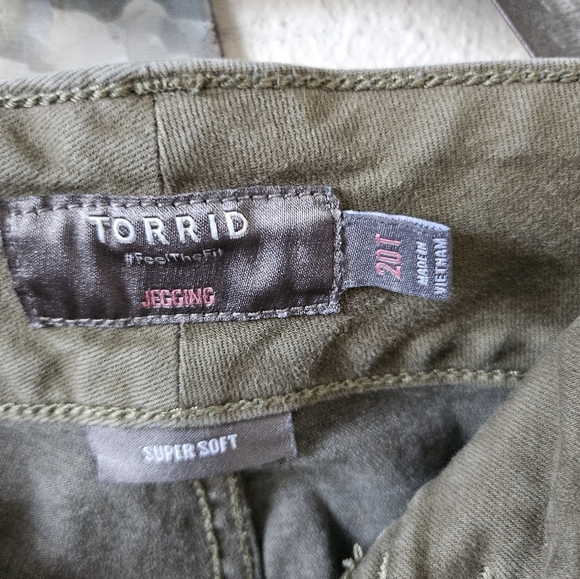 TORRID
#FeelTheFit
JEGGING
20T
MADE IN
VIETNAM
SUPER SOFT